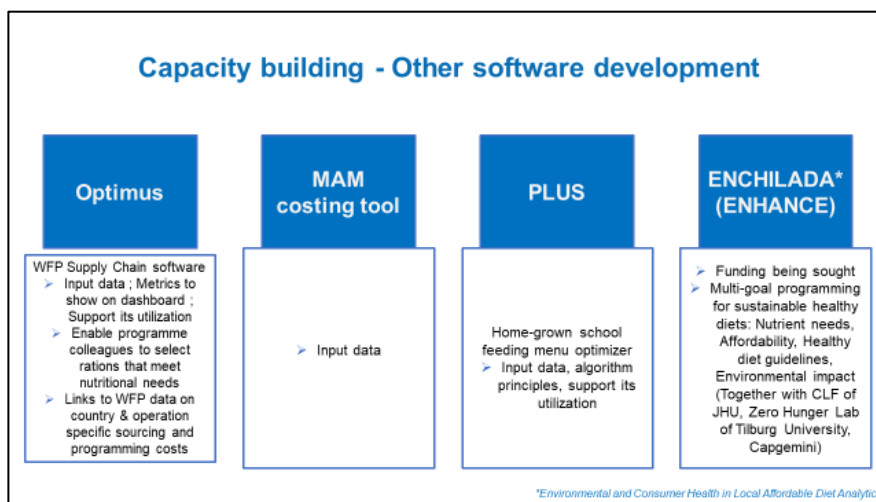 Capacity building - Other software development
Optimus
WFP Supply Chain software
➢ Input data ; Metrics to
show on dashboard ;
Support its utilization
➢ Enable programme
colleagues to select
rations that meet
nutritional needs
➢ Links to WFP data on
country & operation
specific sourcing and
programming costs
MAM
costing tool
➢ Input data
PLUS
Home-grown school
feeding menu optimizer
➢ Input data, algorithm
principles, support its
utilization
ENCHILADA*
(ENHANCE)
➢ Funding being sought
➢ Multi-goal programming
for sustainable healthy
diets: Nutrient needs,
Affordability, Healthy
diet guidelines,
Environmental impact
(Together with CLF of
JHU, Zero Hunger Lab
of Tilburg University,
Capgemini)
*Environmental and Consumer Health in Local Affordable Diet Analytic